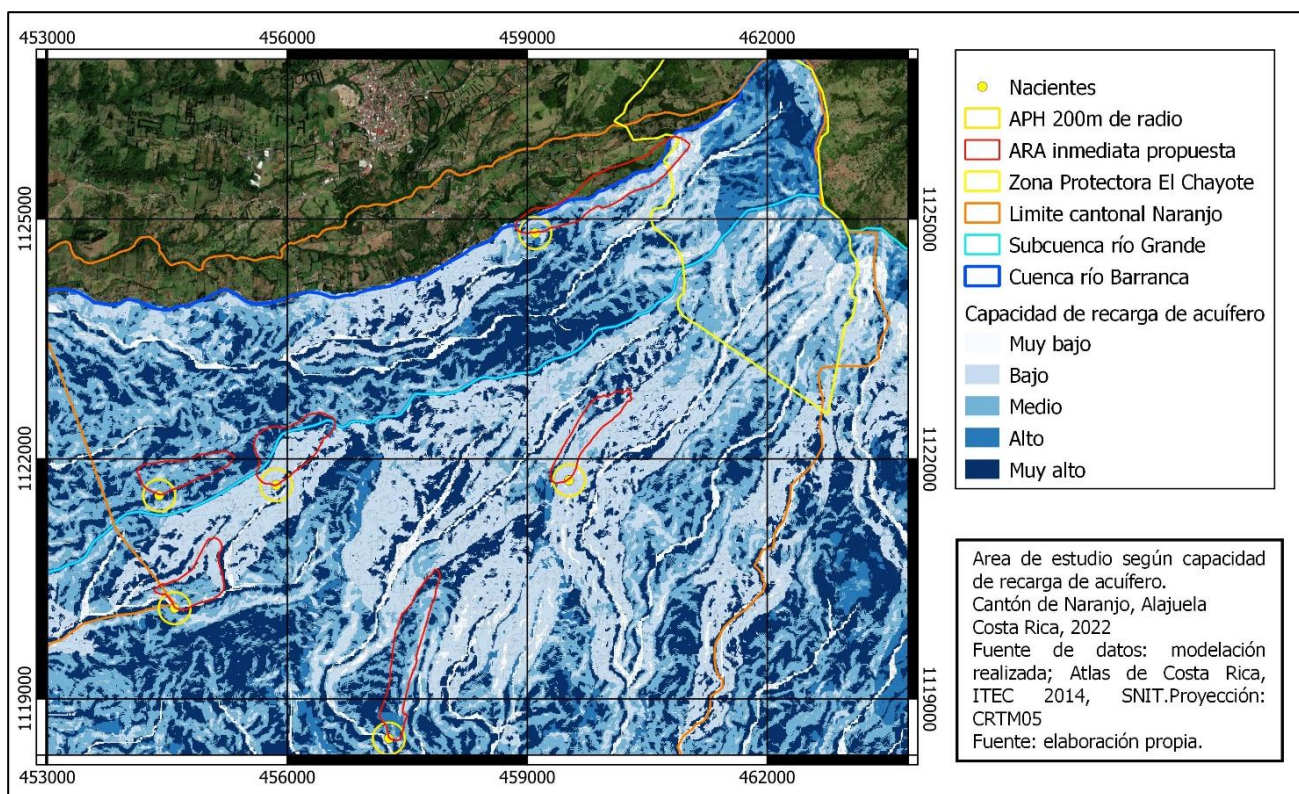 453000 456000 459000 462000
1125000 1125000
1122000 1122000
1119000 1119000
453000 456000 459000 462000
Nacientes
APH 200m de radio
ARA inmediata propuesta
Zona Protectora El Chayote
Limite cantonal Naranjo
Subcuenca río Grande
Cuenca río Barranca
Capacidad de recarga de acuífero
Muy bajo
Bajo
Medio
Alto
Muy alto
Area de estudio según capacidad
de recarga de acuífero.
Cantón de Naranjo, Alajuela
Costa Rica, 2022
Fuente de datos: modelación
realizada; Atlas de Costa Rica,
ITEC 2014, SNIT.Proyección:
CRTM05
Fuente: elaboración propia.